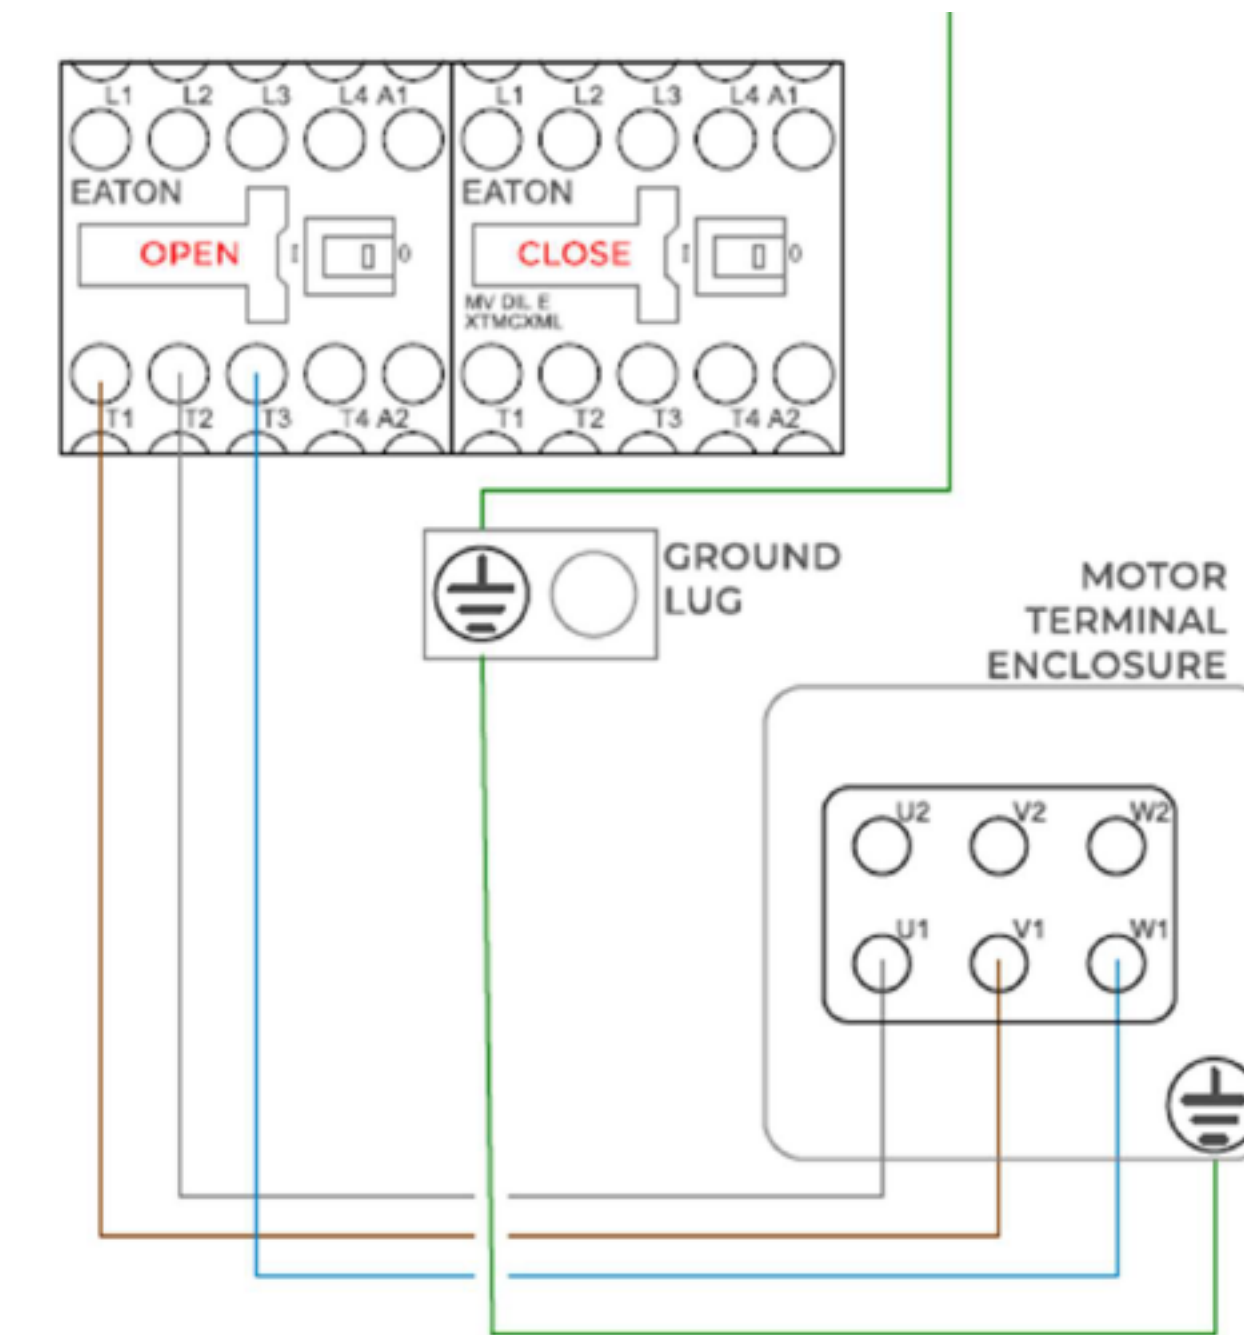 L1 L2 L3 L4 A1 L1 L2 L3 L4 A1
EATON EATON
OPEN I 0 CLOSE I 0
MV DIL E
XTMCXML
T1 T2 T3 T4 A2 T1 T2 T3 T4 A2
GROUND
LUG
MOTOR
TERMINAL
ENCLOSURE
U2 V2 W2
U1 V1 W1